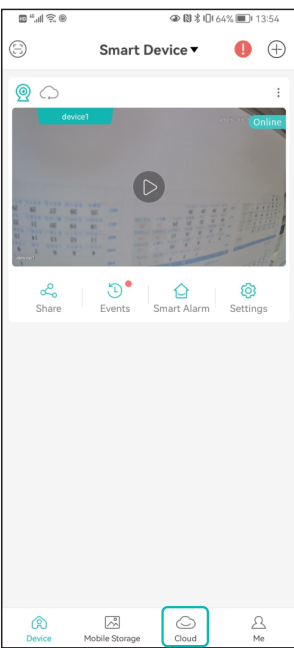 64% 13:54
Smart Device
device1
Online
Share Events Smart Alarm Settings
Device Mobile Storage Cloud Me